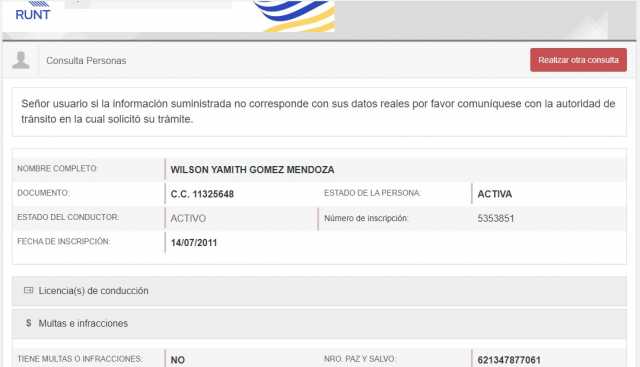 RUNT
Consulta Personas
Realizar otra consulta
Señor usuario si la información suministrada no corresponde con sus datos reales por favor comuníquese con la autoridad de
tránsito en la cual solicitó su trámite.
NOMBRE COMPLETO: WILSON YAMITH GOMEZ MENDOZA
DOCUMENTO: C.C. 11325648 ESTADO DE LA PERSONA: ACTIVA
ESTADO DEL CONDUCTOR: ACTIVO Número de inscripción: 5353851
FECHA DE INSCRIPCIÓN: 14/07/2011
Licencia(s) de conducción
$ Multas e infracciones
TIENE MULTAS O INFRACCIONES: NO NRO. PAZ Y SALVO: 621347877061